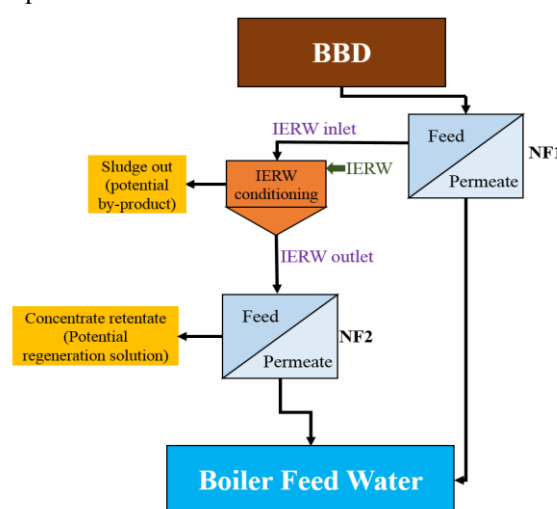 BBD
IERW inlet
Feed
NF1
Permeate
Sludge out
(potential
by-product)
IERW
conditioning
IERW
IERW outlet
Concentrate retentate
(Potential
regeneration solution)
Feed
NF2
Permeate
Boiler Feed Water